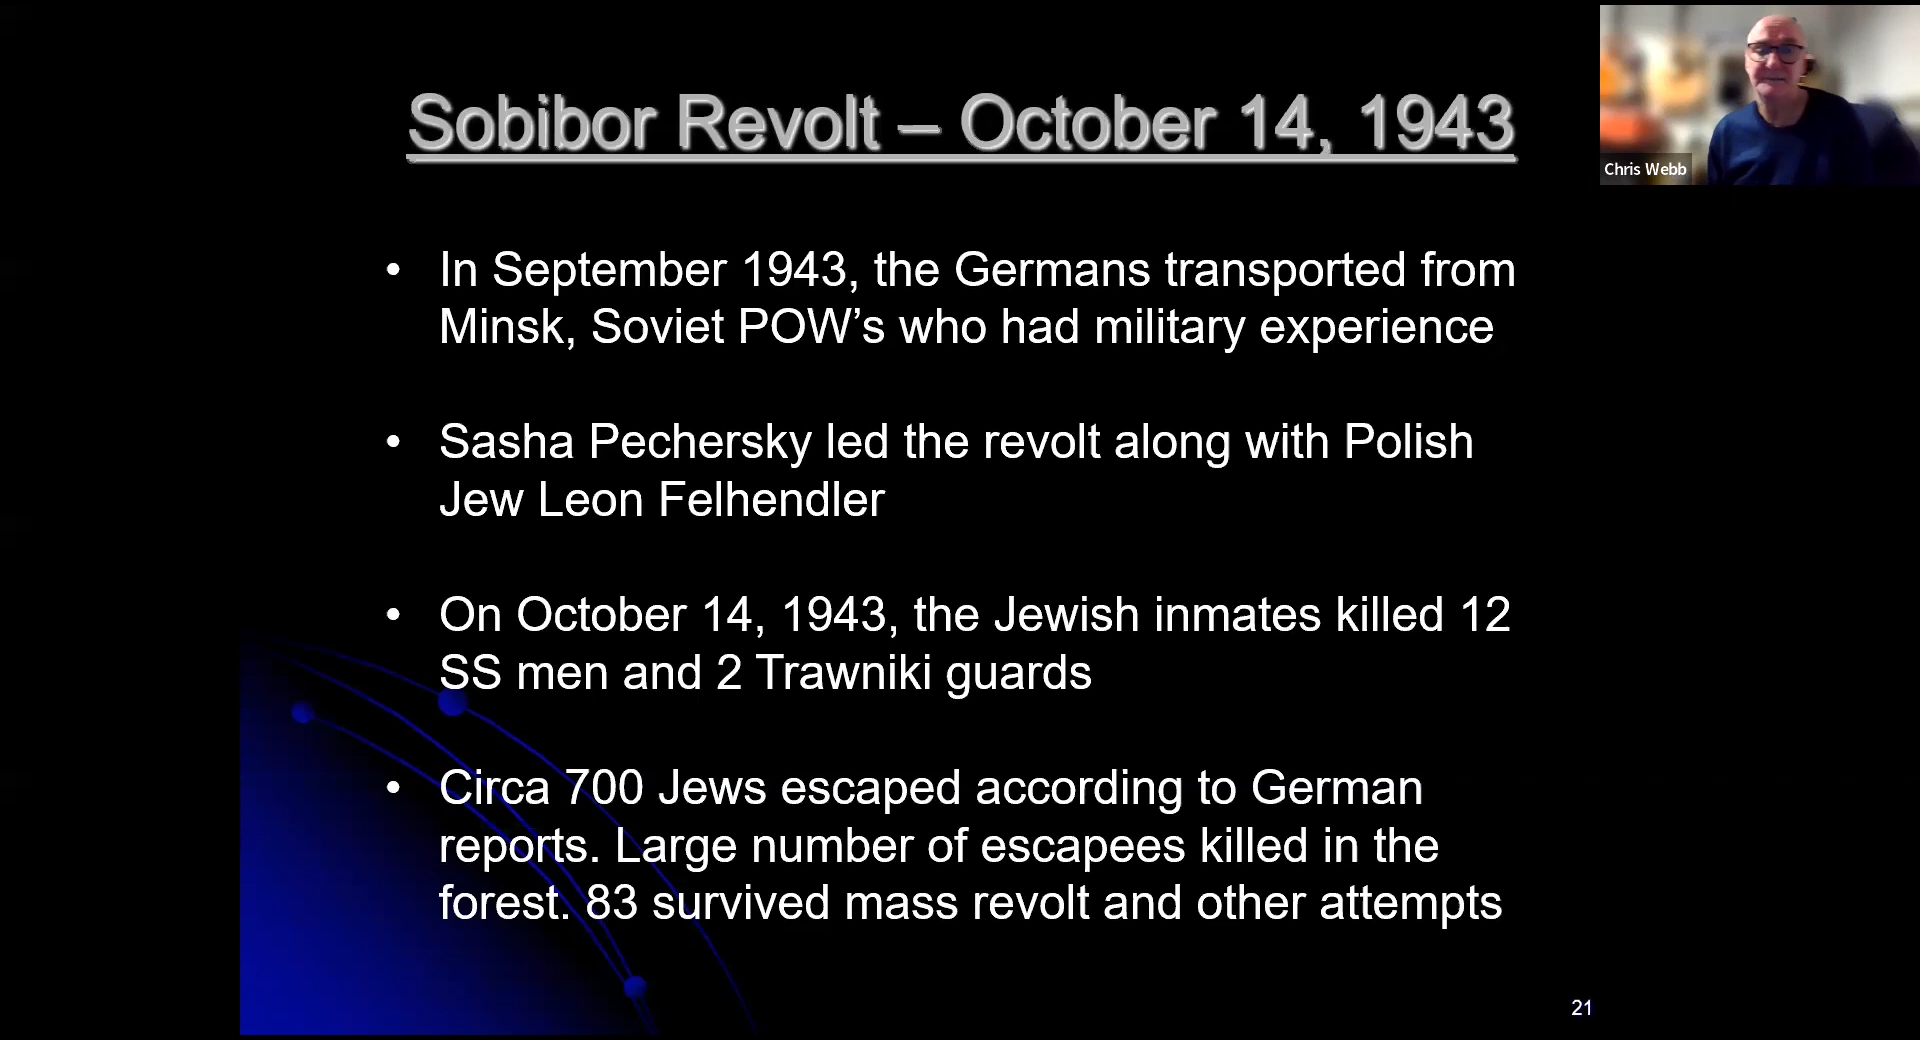 Sobibor Revolt – October 14, 1943
Chris Webb
• In September 1943, the Germans transported from
Minsk, Soviet POW’s who had military experience
• Sasha Pechersky led the revolt along with Polish
Jew Leon Felhendler
• On October 14, 1943, the Jewish inmates killed 12
SS men and 2 Trawniki guards
• Circa 700 Jews escaped according to German
reports. Large number of escapees killed in the
forest. 83 survived mass revolt and other attempts
21